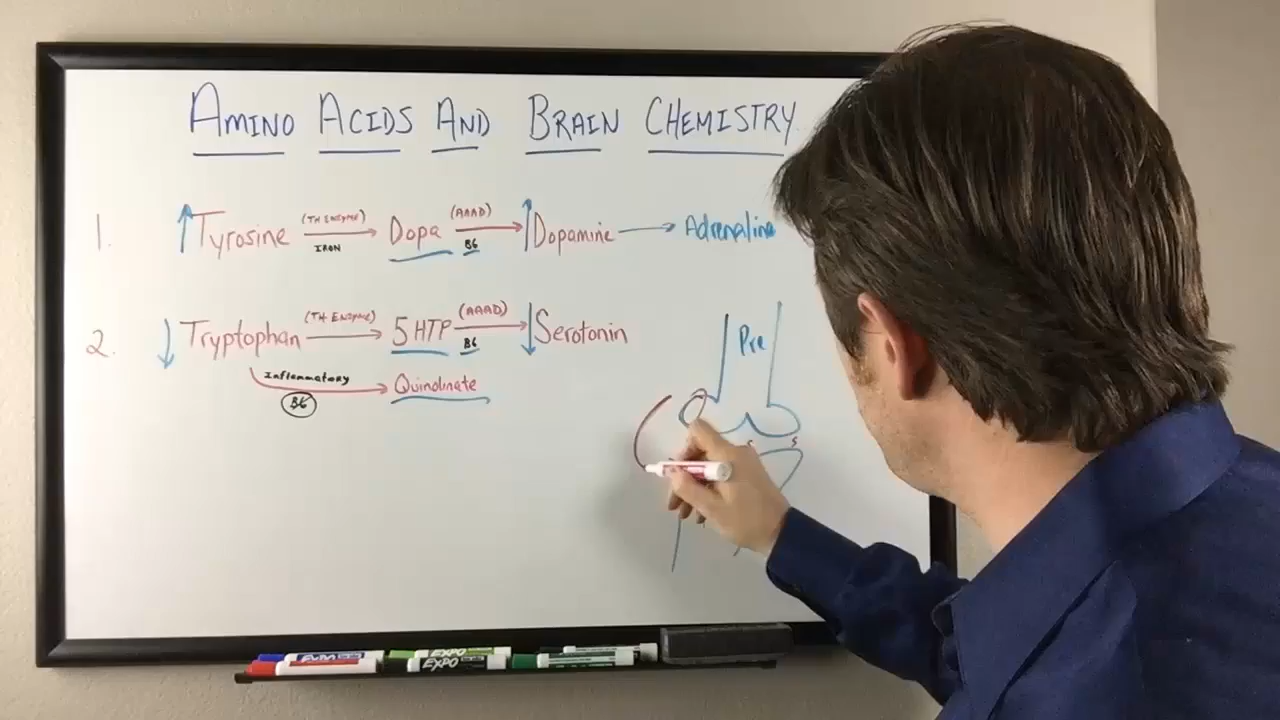 AMINO ACIDS AND BRAIN CHEMISTRY
1. ↑ Tyrosine (TH ENZYME) IRON → Dopa (AAAD) B6 → ↑ Dopamine → Adrenaline
2. ↓ Tryptophan (TH ENZYME) → 5 HTP (AAAD) B6 → ↓ Serotonin
Pre
Inflammatory B6 → Quinolinate
S S
EXPO EXPO
EXPO